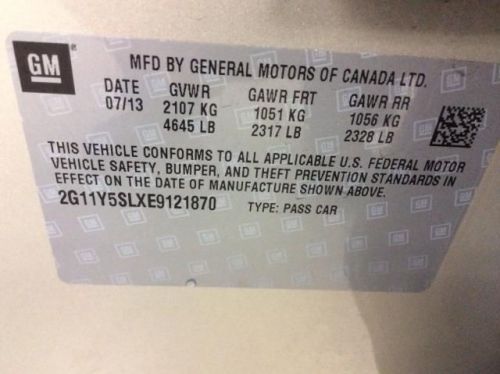 GM
MFD BY GENERAL MOTORS OF CANADA LTD.
DATE GVWR GAWR FRT GAWR RR
07/13 2107 KG 1051 KG 1056 KG
4645 LB 2317 LB 2328 LB
THIS VEHICLE CONFORMS TO ALL APPLICABLE U.S. FEDERAL MOTOR
VEHICLE SAFETY, BUMPER, AND THEFT PREVENTION STANDARDS IN
EFFECT ON THE DATE OF MANUFACTURE SHOWN ABOVE.
2G11Y5SLXE9121870 TYPE: PASS CAR